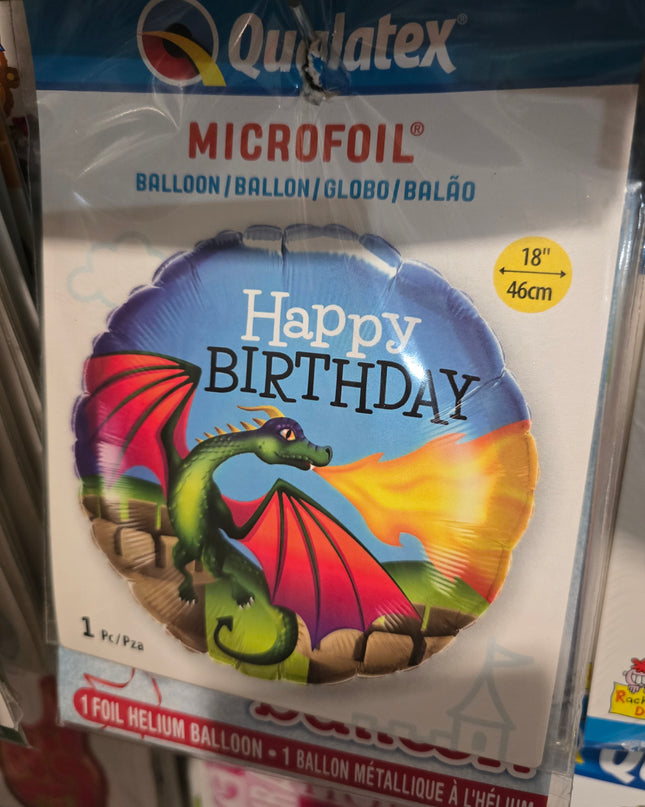 Qualatex®
MICROFOIL®
BALLOON/BALLON/GLOBO/BALÃO
18"
46cm
Happy
BIRTHDAY
1 Pc/Pza
1 FOIL HELIUM BALLOON • 1 BALLON MÉTALLIQUE À L'HÉLIUM